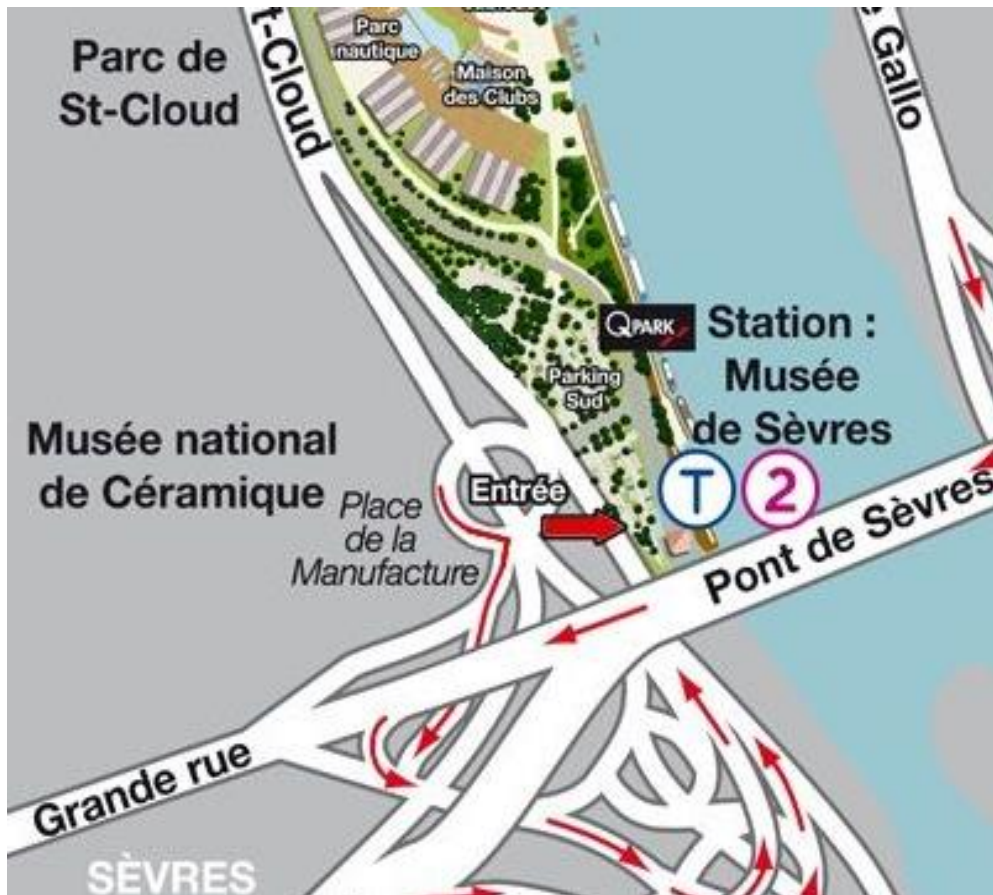 Parc
nautique
Maison
des Clubs
Parc de
St-Cloud
t-Cloud
Gallo
QPARK
Station :
Musée
de Sèvres
T 2
Parking
Sud
Musée national
de Céramique
Entrée
Place
de la
Manufacture
Pont de Sèvres
Grande rue
SÈVRES